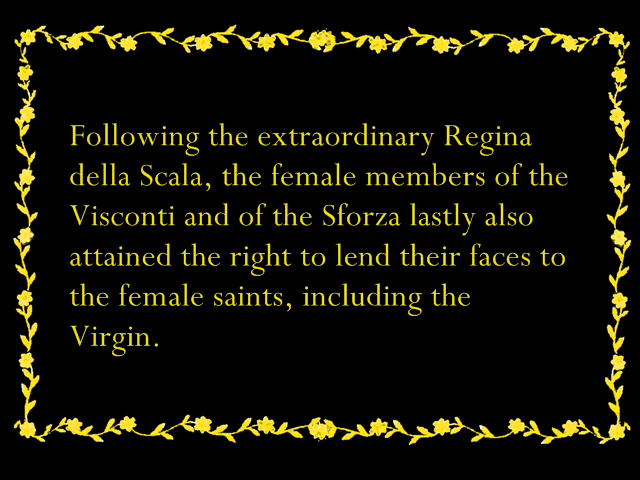 Following the extraordinary Regina
della Scala, the female members of the
Visconti and of the Sforza lastly also
attained the right to lend their faces to
the female saints, including the
Virgin.